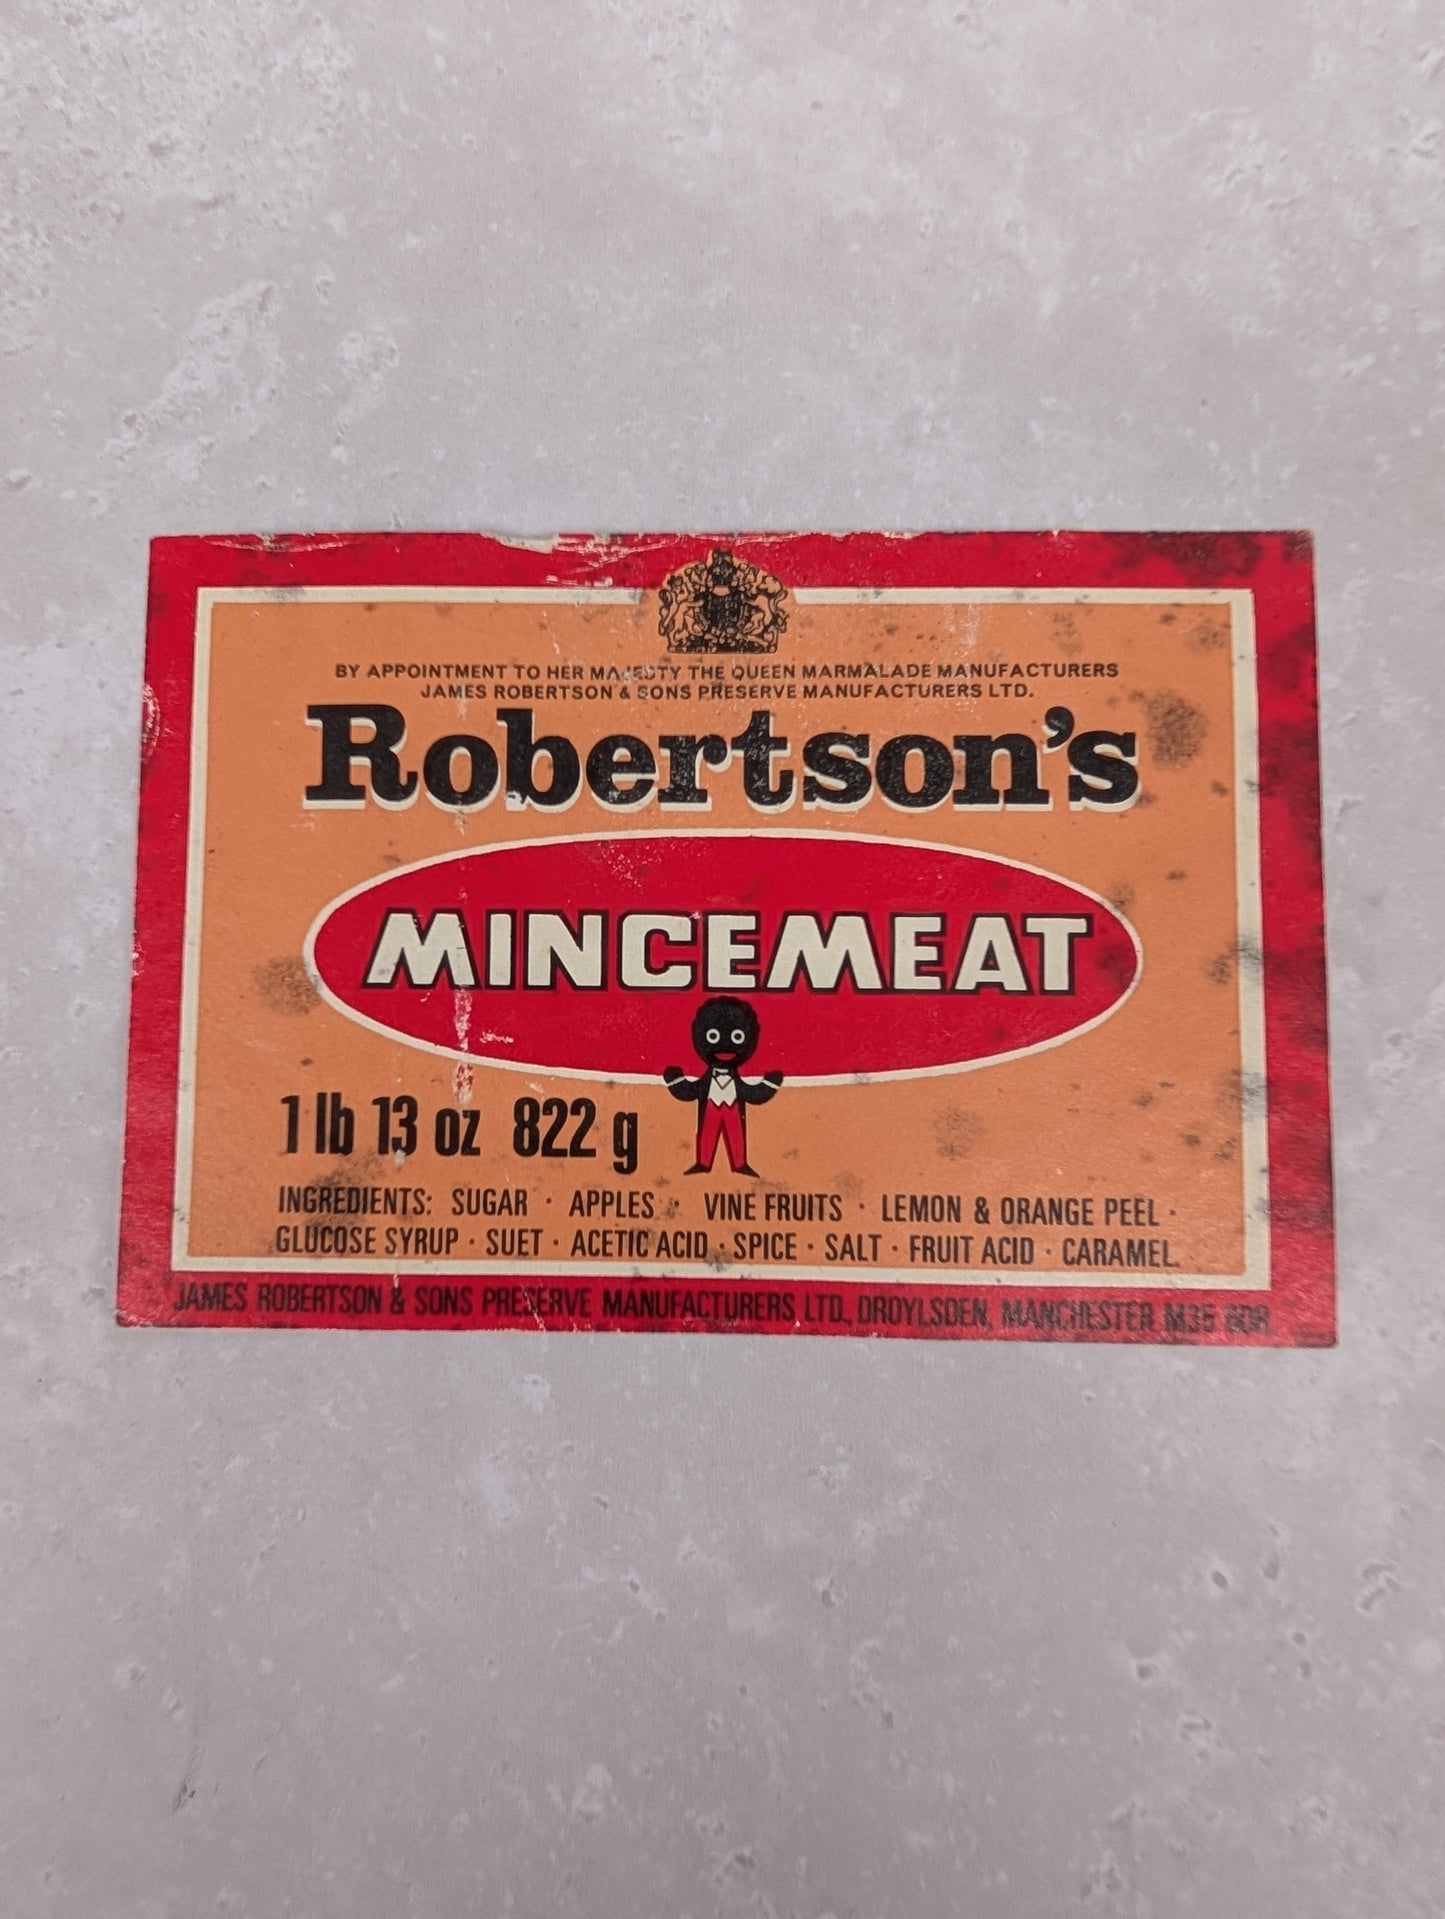 BY APPOINTMENT TO HER MAJESTY THE QUEEN MARMALADE MANUFACTURERS
JAMES ROBERTSON & SONS PRESERVE MANUFACTURERS LTD.
Robertson's
MINCEMEAT
1 lb 13 oz 822 g
INGREDIENTS: SUGAR · APPLES · VINE FRUITS · LEMON & ORANGE PEEL ·
GLUCOSE SYRUP · SUET · ACETIC ACID · SPICE · SALT · FRUIT ACID · CARAMEL.
JAMES ROBERTSON & SONS PRESERVE MANUFACTURERS LTD., DROYLSDEN, MANCHESTER M35